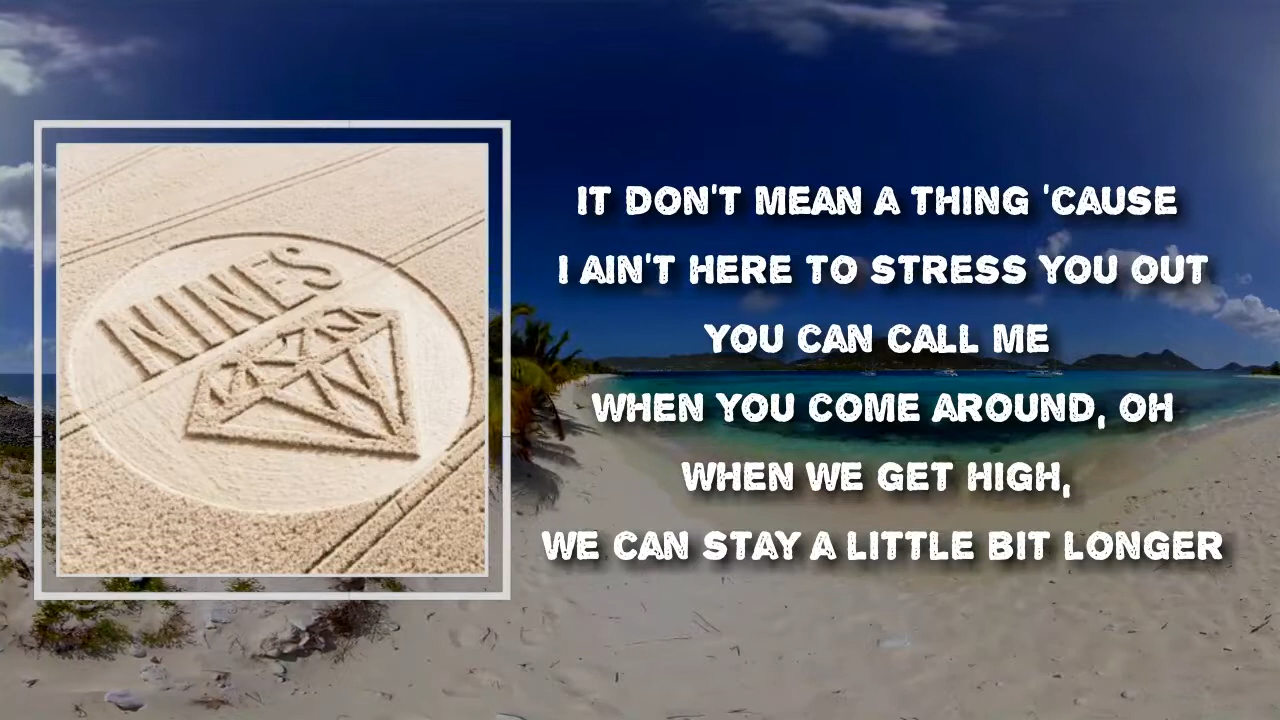 NINES
IT DON'T MEAN A THING 'CAUSE
I AIN'T HERE TO STRESS YOU OUT
YOU CAN CALL ME
WHEN YOU COME AROUND, OH
WHEN WE GET HIGH,
WE CAN STAY A LITTLE BIT LONGER